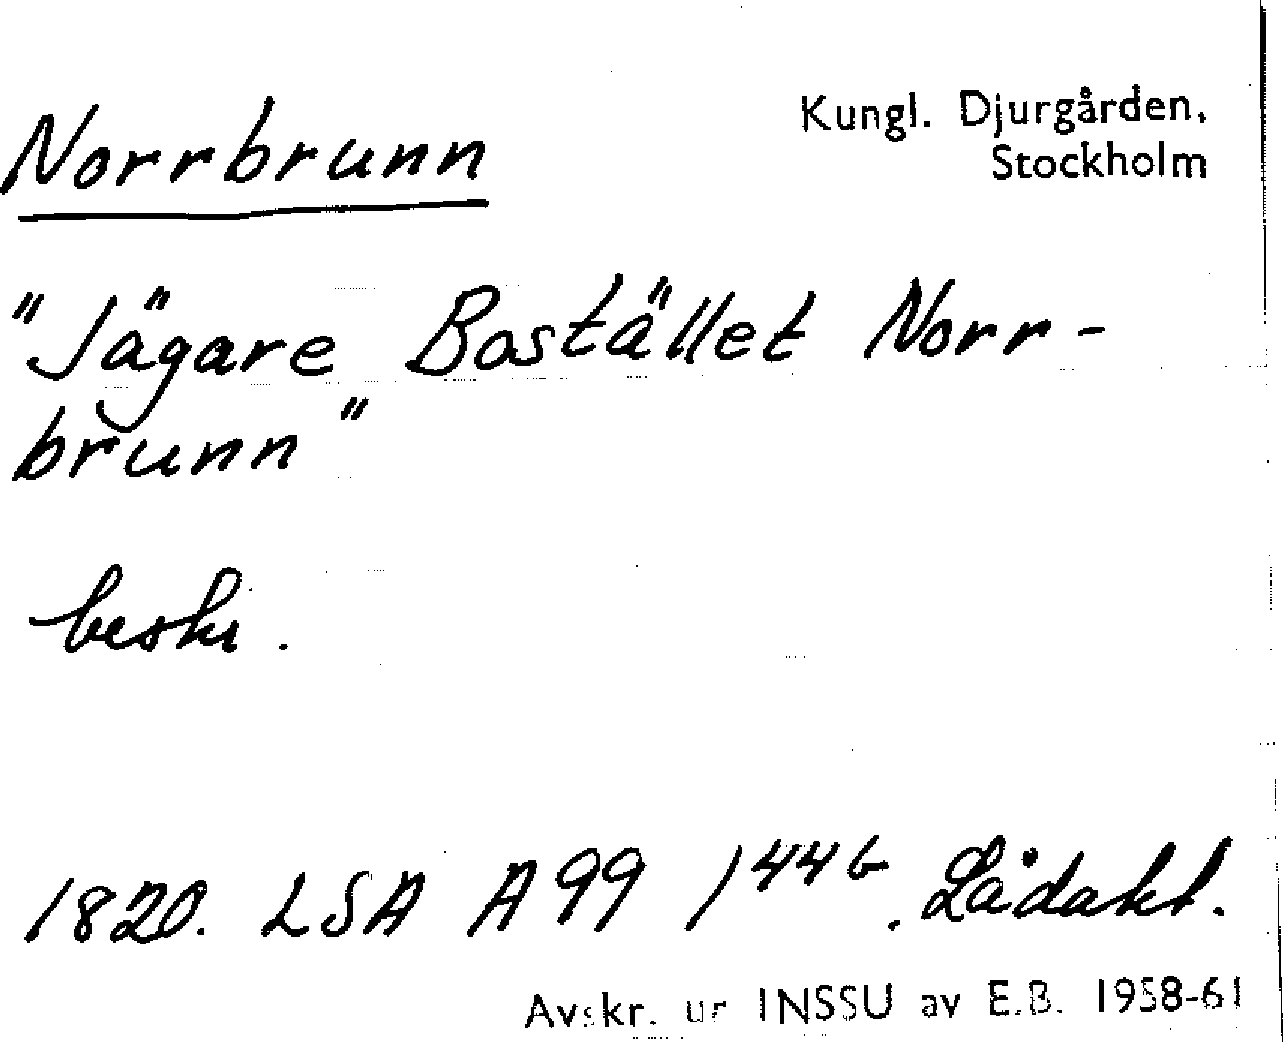 Norrbrunn
Kungl. Djurgården.
Stockholm
"Jägare Bostället Norr-
brunn"
beskr.
1820. LSA A99 1⁴⁴ᵇ. Lådakt.
Avskr. ur INSSU av E.B. 1958-61